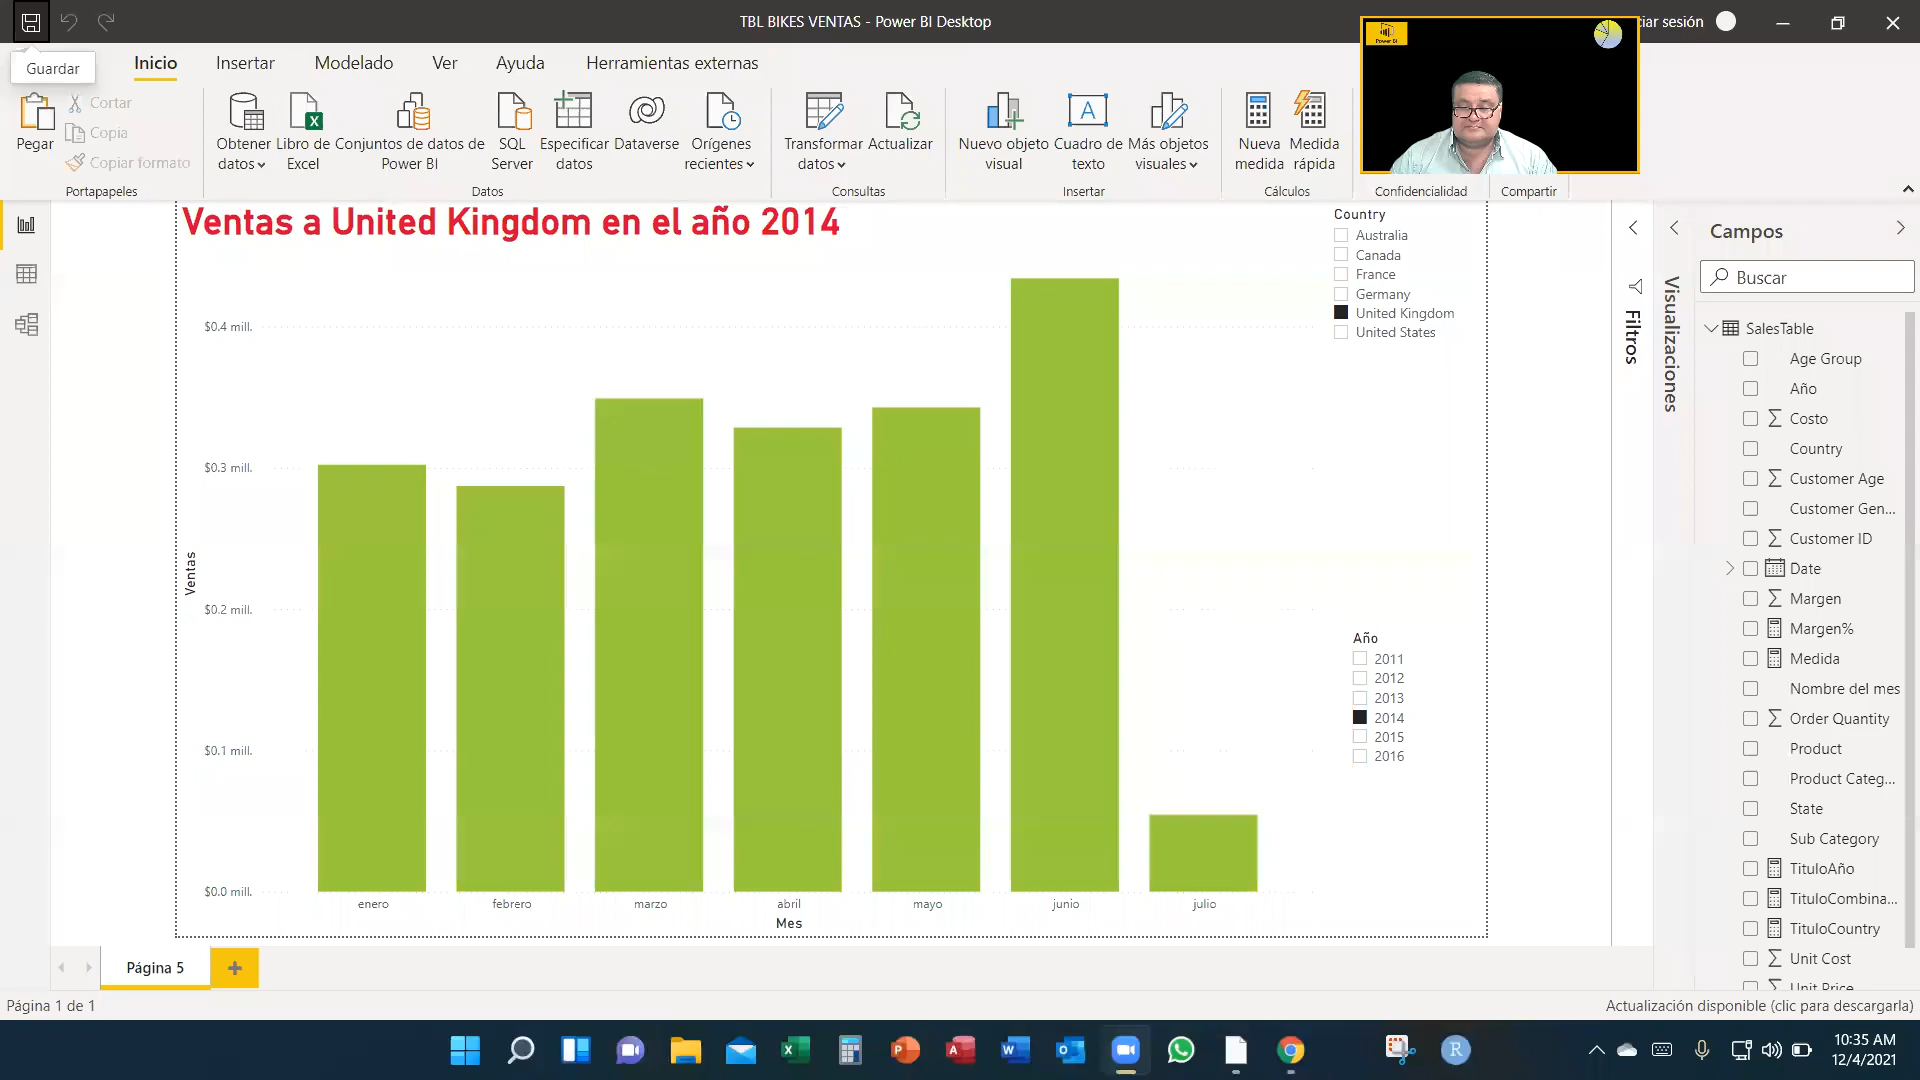 TBL BIKES VENTAS - Power BI Desktop
iar sesión
Guardar
Inicio
Insertar
Modelado
Ver
Ayuda
Herramientas externas
Pegar
Cortar
Copia
Copiar formato
Portapapeles
Obtener datos
Libro de Excel
Conjuntos de datos de Power BI
SQL Server
Especificar datos
Dataverse
Orígenes recientes
Datos
Transformar datos
Actualizar
Consultas
Nuevo objeto visual
Cuadro de texto
Más objetos visuales
Insertar
Nueva medida
Medida rápida
Cálculos
Confidencialidad
Compartir
Power BI
Ventas a United Kingdom en el año 2014
Country
Australia
Canada
France
Germany
United Kingdom
United States
$0.4 mill.
$0.3 mill.
$0.2 mill.
$0.1 mill.
$0.0 mill.
Ventas
enero
febrero
marzo
abril
mayo
junio
julio
Mes
Año
2011
2012
2013
2014
2015
2016
Filtros
Visualizaciones
Campos
Buscar
SalesTable
Age Group
Año
Costo
Country
Customer Age
Customer Gen...
Customer ID
Date
Margen
Margen%
Medida
Nombre del mes
Order Quantity
Product
Product Categ...
State
Sub Category
TituloAño
TituloCombina...
TituloCountry
Unit Cost
Unit Price
Página 5
Página 1 de 1
Actualización disponible (clic para descargarla)
10:35 AM
12/4/2021